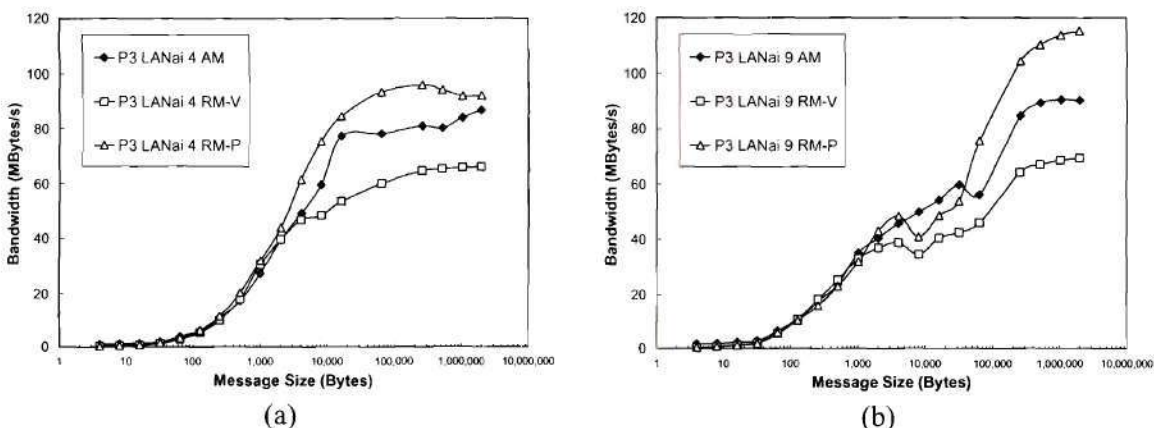 120
100
80
60
40
20
0
Bandwidth (MBytes/s)
P3 LANai 4 AM
P3 LANai 4 RM-V
P3 LANai 4 RM-P
1 10 100 1,000 10,000 100,000 1,000,000 10,000,000
Message Size (Bytes)
(a)
120
100
80
60
40
20
0
Bandwidth (MBytes/s)
P3 LANai 9 AM
P3 LANai 9 RM-V
P3 LANai 9 RM-P
1 10 100 1,000 10,000 100,000 1,000,000 10,000,000
Message Size (Bytes)
(b)